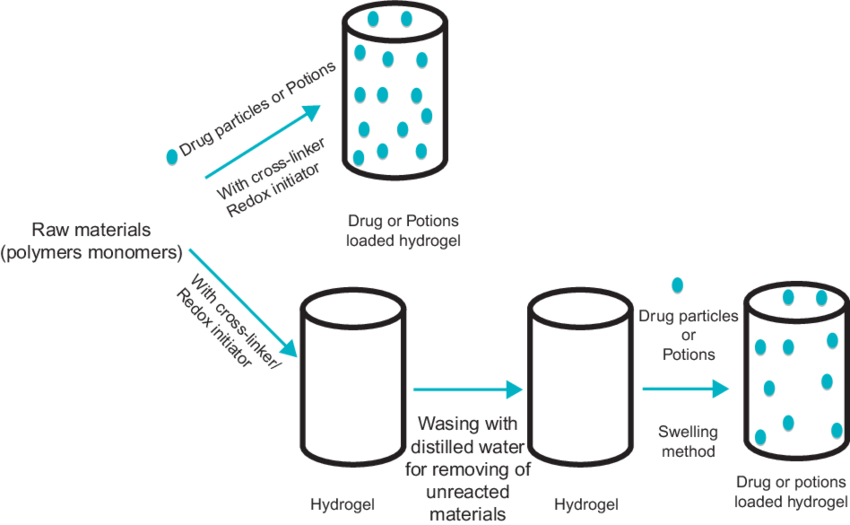 Drug particles or Potions
With cross-linker
Redox initiator
Drug or Potions
loaded hydrogel
Raw materials
(polymers monomers)
With cross-linker/
Redox initiator
Hydrogel
Wasing with
distilled water
for removing of
unreacted
materials
Hydrogel
Drug particles
or
Potions
Swelling
method
Drug or potions
loaded hydrogel